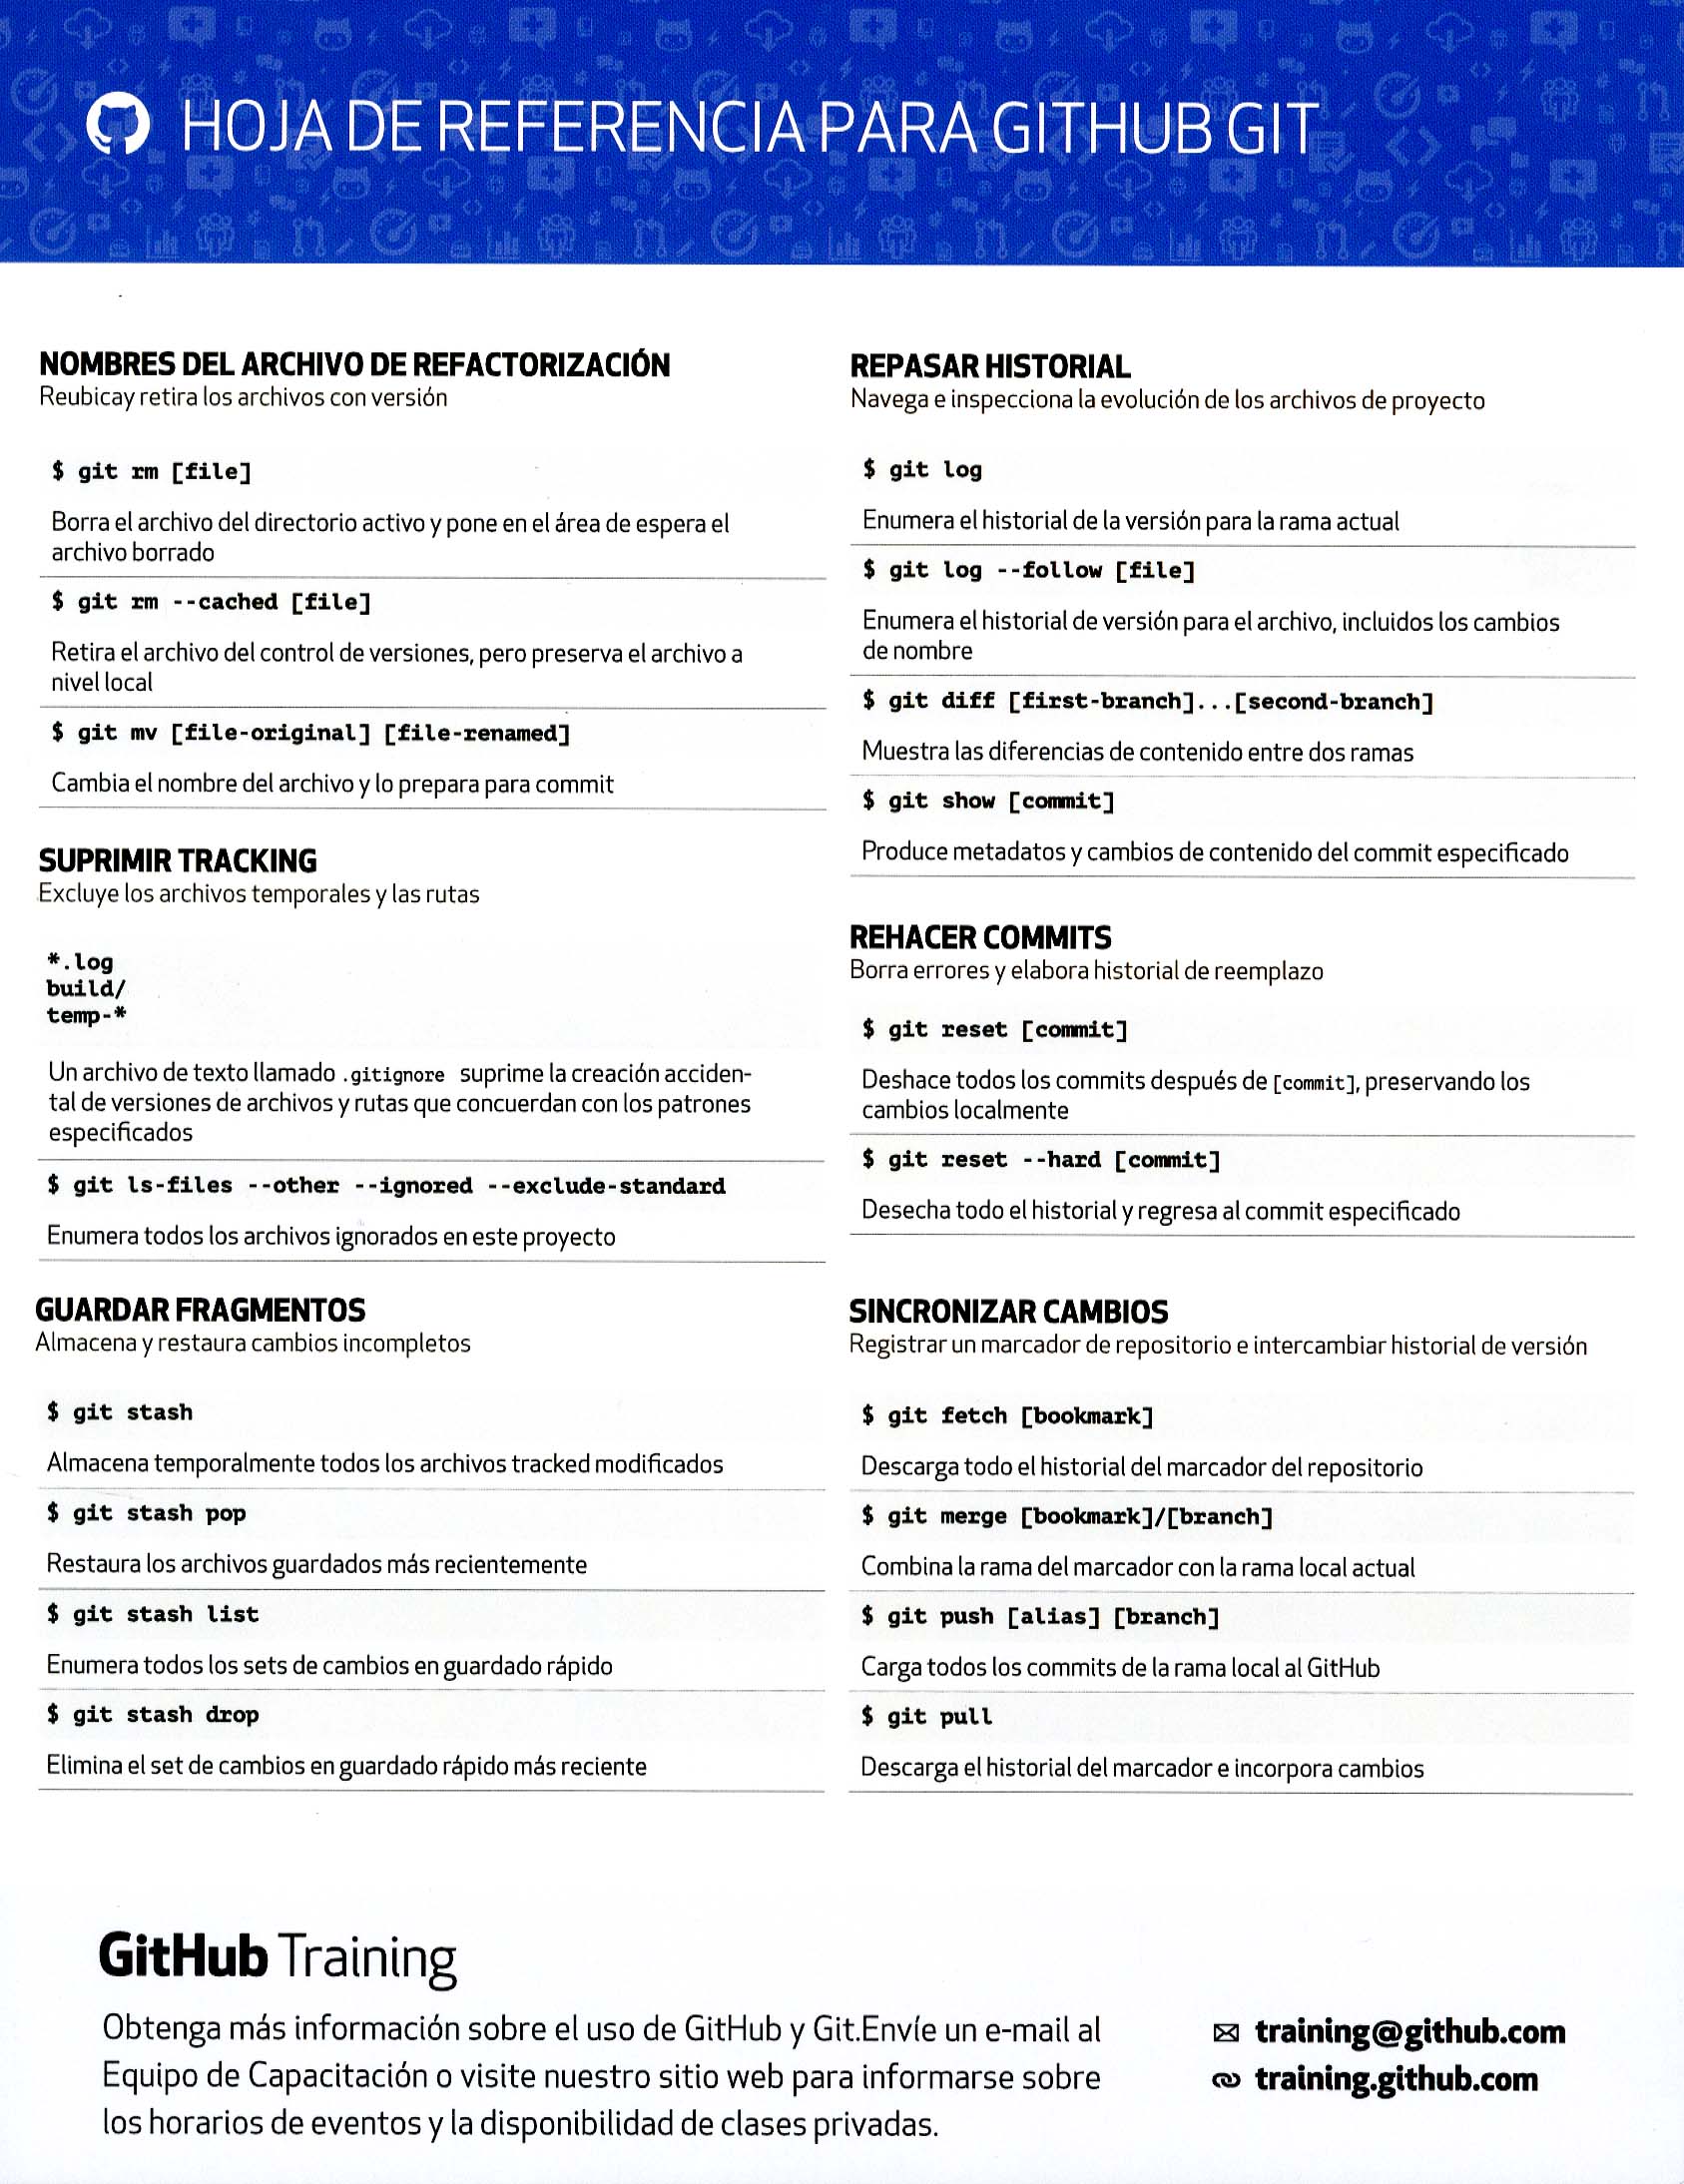 HOJA DE REFERENCIA PARA GITHUB GIT
NOMBRES DEL ARCHIVO DE REFACTORIZACIÓN
Reubicay retira los archivos con versión
$ git rm [file]
Borra el archivo del directorio activo y pone en el área de espera el
archivo borrado
$ git rm --cached [file]
Retira el archivo del control de versiones, pero preserva el archivo a
nivel local
$ git mv [file-original] [file-renamed]
Cambia el nombre del archivo y lo prepara para commit
SUPRIMIR TRACKING
Excluye los archivos temporales y las rutas
*.log
build/
temp-*
Un archivo de texto llamado .gitignore suprime la creación acciden-
tal de versiones de archivos y rutas que concuerdan con los patrones
especificados
$ git ls-files --other --ignored --exclude-standard
Enumera todos los archivos ignorados en este proyecto
GUARDAR FRAGMENTOS
Almacena y restaura cambios incompletos
$ git stash
Almacena temporalmente todos los archivos tracked modificados
$ git stash pop
Restaura los archivos guardados más recientemente
$ git stash list
Enumera todos los sets de cambios en guardado rápido
$ git stash drop
Elimina el set de cambios en guardado rápido más reciente
REPASAR HISTORIAL
Navega e inspecciona la evolución de los archivos de proyecto
$ git log
Enumera el historial de la versión para la rama actual
$ git log --follow [file]
Enumera el historial de versión para el archivo, incluidos los cambios
de nombre
$ git diff [first-branch]...[second-branch]
Muestra las diferencias de contenido entre dos ramas
$ git show [commit]
Produce metadatos y cambios de contenido del commit especificado
REHACER COMMITS
Borra errores y elabora historial de reemplazo
$ git reset [commit]
Deshace todos los commits después de [commit], preservando los
cambios localmente
$ git reset --hard [commit]
Desecha todo el historial y regresa al commit especificado
SINCRONIZAR CAMBIOS
Registrar un marcador de repositorio e intercambiar historial de versión
$ git fetch [bookmark]
Descarga todo el historial del marcador del repositorio
$ git merge [bookmark]/[branch]
Combina la rama del marcador con la rama local actual
$ git push [alias] [branch]
Carga todos los commits de la rama local al GitHub
$ git pull
Descarga el historial del marcador e incorpora cambios
GitHub Training
Obtenga más información sobre el uso de GitHub y Git.Envíe un e-mail al
Equipo de Capacitación o visite nuestro sitio web para informarse sobre
los horarios de eventos y la disponibilidad de clases privadas.
training@github.com
training.github.com